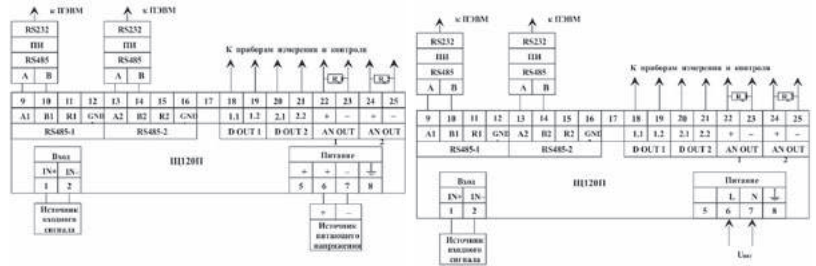 к ПЭВМ к ПЭВМ
RS232 RS232
ПИ ПИ
RS485 RS485
A B A B
К приборам измерения и контроля
Rн Rн
9 10 11 12 13 14 15 16 17 18 19 20 21 22 23 24 25
A1 B1 R1 GND A2 B2 R2 GND 1.1 1.2 2.1 2.2 + – + –
RS485-1 RS485-2 D OUT 1 D OUT 2 AN OUT 1 AN OUT 2
Вход Щ120П Питание
IN+ IN– + + –
1 2 5 6 7 8
Источник входного сигнала
+ –
Источник питающего напряжения
к ПЭВМ к ПЭВМ
RS232 RS232
ПИ ПИ
RS485 RS485
A B A B
К приборам измерения и контроля
Rн Rн
9 10 11 12 13 14 15 16 17 18 19 20 21 22 23 24 25
A1 B1 R1 GND A2 B2 R2 GND 1.1 1.2 2.1 2.2 + – + –
RS485-1 RS485-2 D OUT 1 D OUT 2 AN OUT 1 AN OUT 2
Вход Щ120П Питание
IN+ IN– L N
1 2 5 6 7 8
Источник входного сигнала